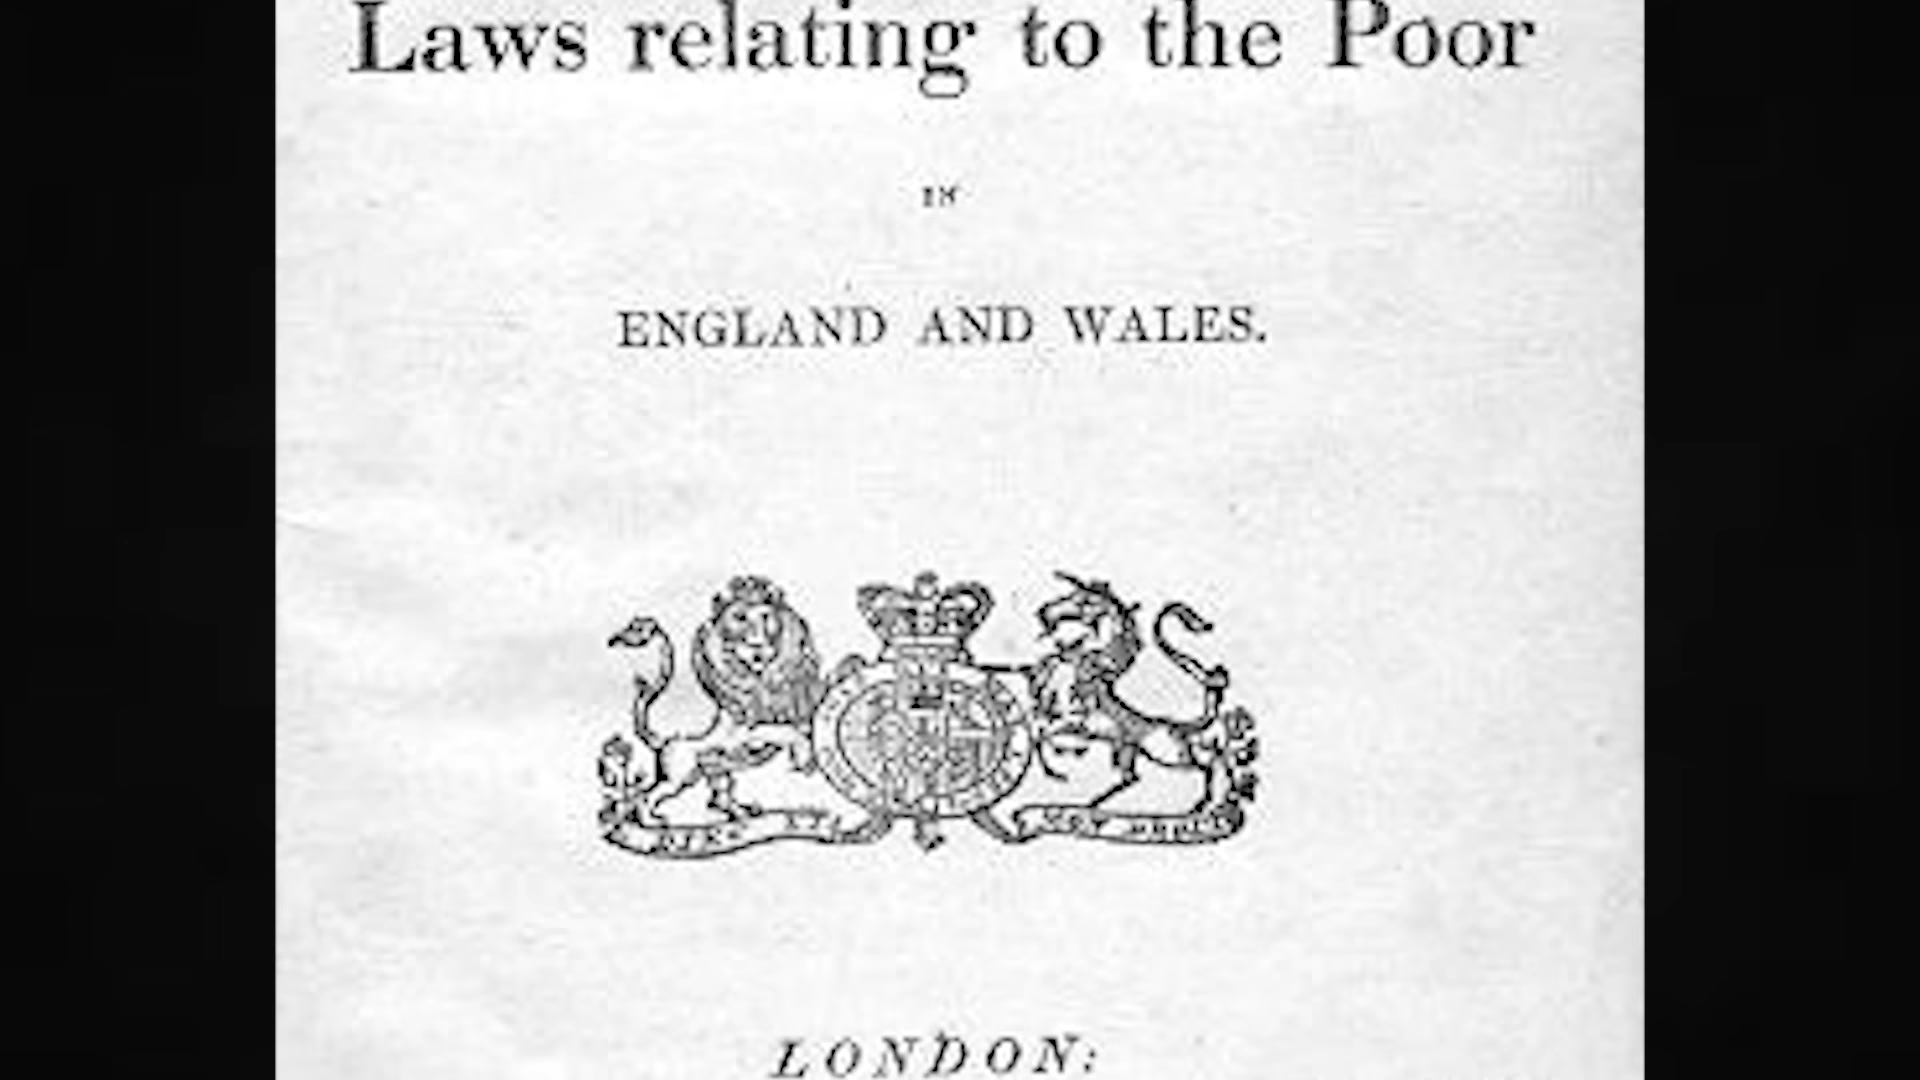 Laws relating to the Poor
IN
ENGLAND AND WALES.
LONDON: